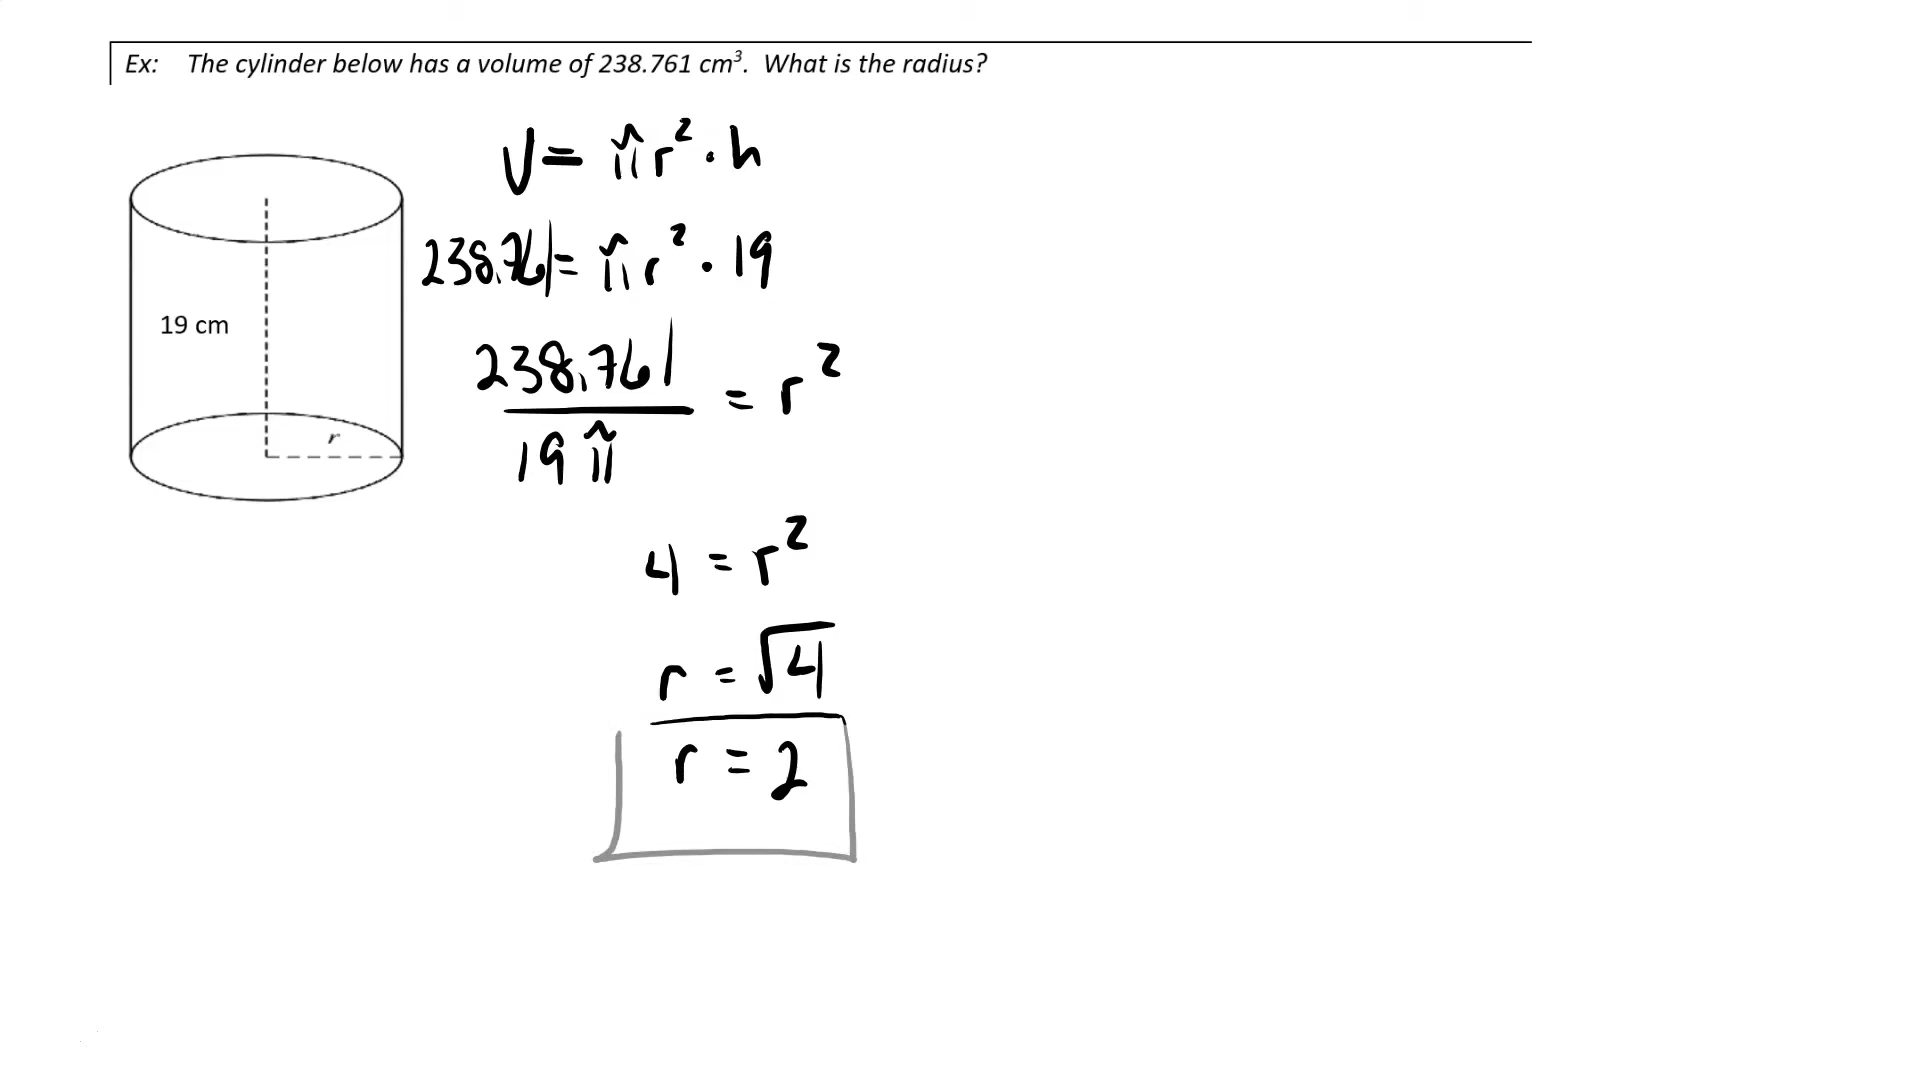 Ex: The cylinder below has a volume of 238.761 cm³. What is the radius?
V = πr² · h
238.761 = πr² · 19
19 cm
238.761
= r²
19π
r
4 = r²
r = √4
r = 2